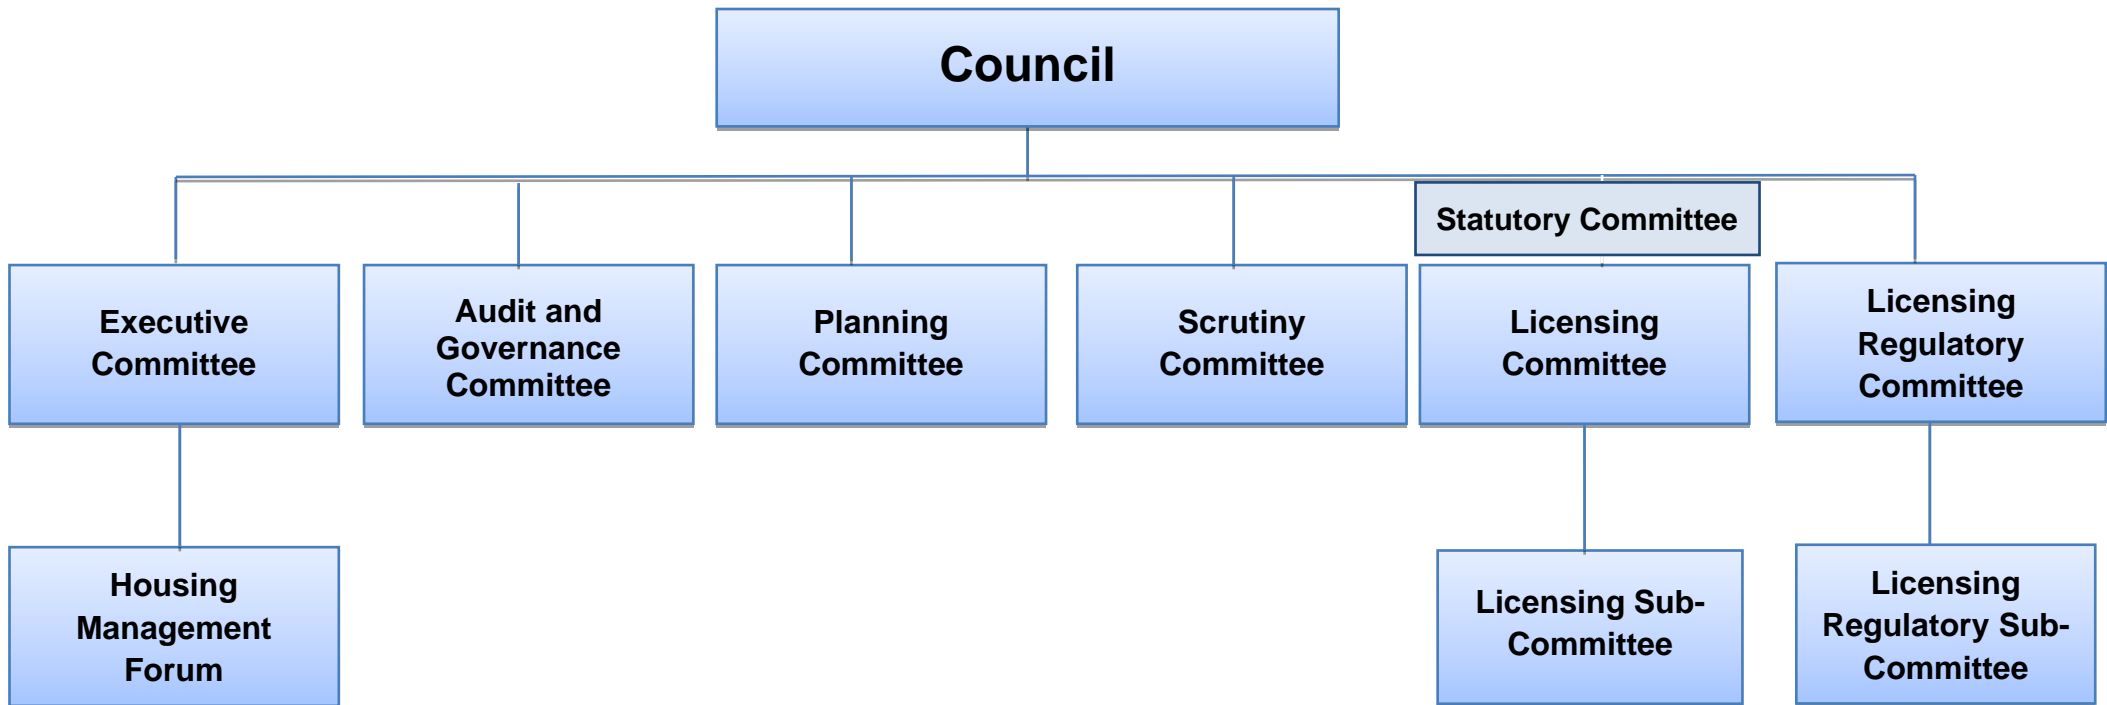 Council
Statutory Committee
Executive
Committee
Audit and
Governance
Committee
Planning
Committee
Scrutiny
Committee
Licensing
Committee
Licensing
Regulatory
Committee
Housing
Management
Forum
Licensing Sub-
Committee
Licensing
Regulatory Sub-
Committee